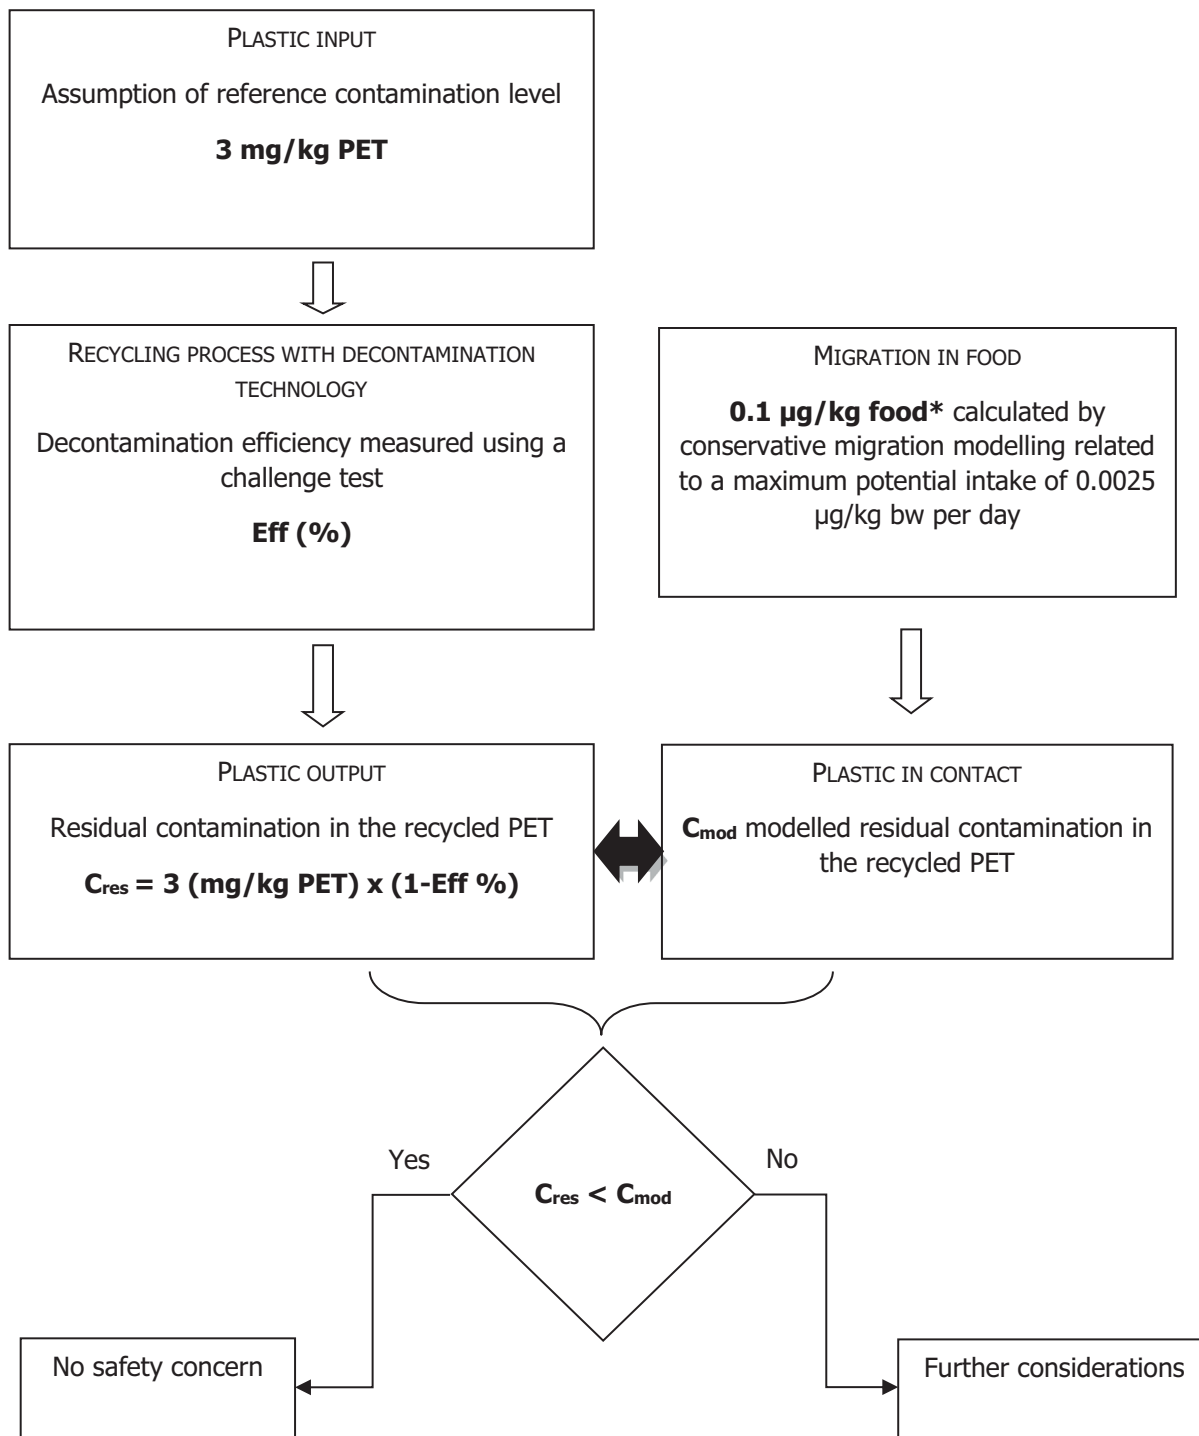 PLASTIC INPUT
Assumption of reference contamination level
3 mg/kg PET
RECYCLING PROCESS WITH DECONTAMINATION
TECHNOLOGY
Decontamination efficiency measured using a
challenge test
Eff (%)
MIGRATION IN FOOD
0.1 µg/kg food* calculated by
conservative migration modelling related
to a maximum potential intake of 0.0025
µg/kg bw per day
PLASTIC OUTPUT
Residual contamination in the recycled PET
Cres = 3 (mg/kg PET) x (1-Eff %)
PLASTIC IN CONTACT
Cmod modelled residual contamination in
the recycled PET
Yes
No
Cres < Cmod
No safety concern
Further considerations